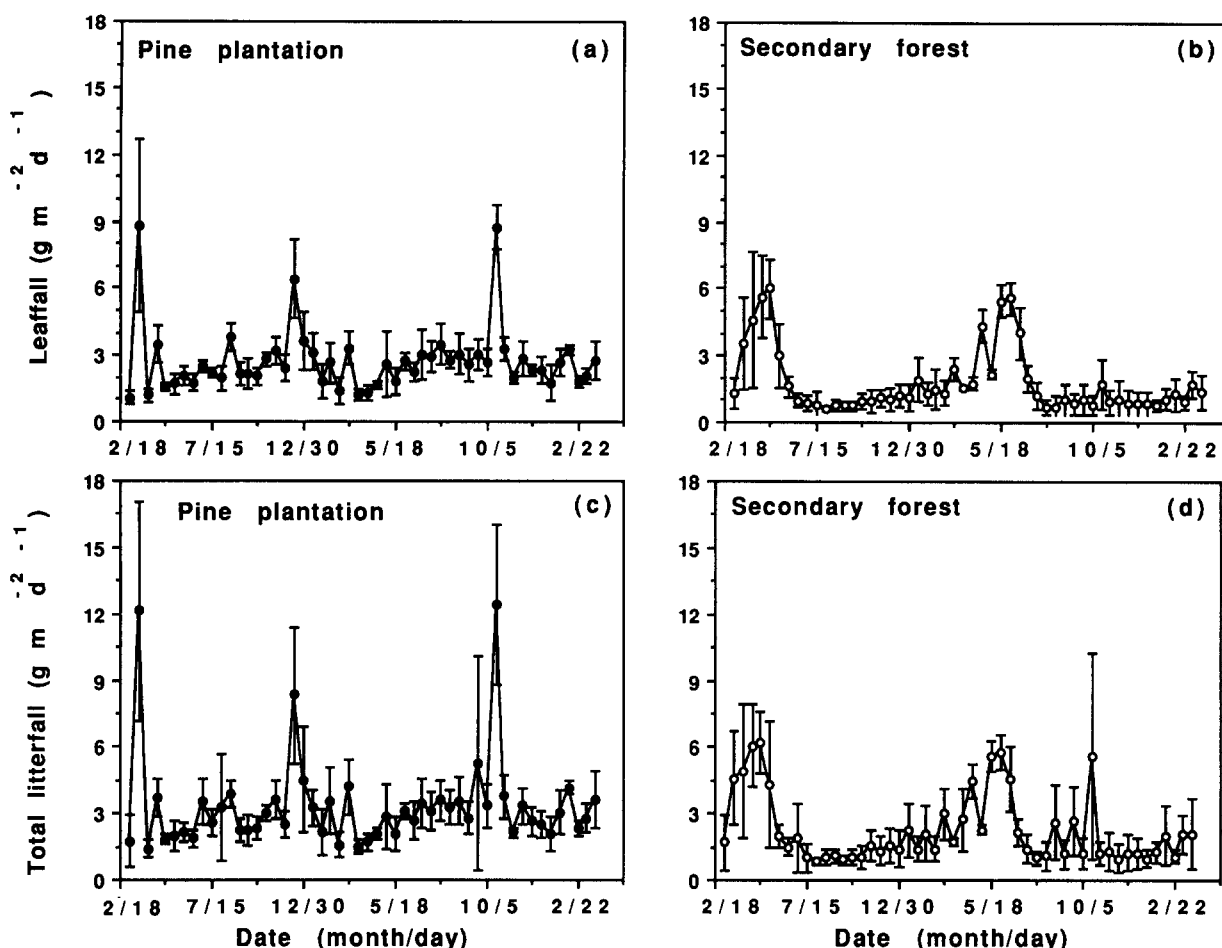 Pine plantation (a)
Leaffall (g m -2 d -1)
18
15
12
9
6
3
0
2/18 7/15 12/30 5/18 10/5 2/22
Secondary forest (b)
18
15
12
9
6
3
0
2/18 7/15 12/30 5/18 10/5 2/22
Pine plantation (c)
Total litterfall (g m -2 d -1)
18
15
12
9
6
3
0
2/18 7/15 12/30 5/18 10/5 2/22
Date (month/day)
Secondary forest (d)
18
15
12
9
6
3
0
2/18 7/15 12/30 5/18 10/5 2/22
Date (month/day)